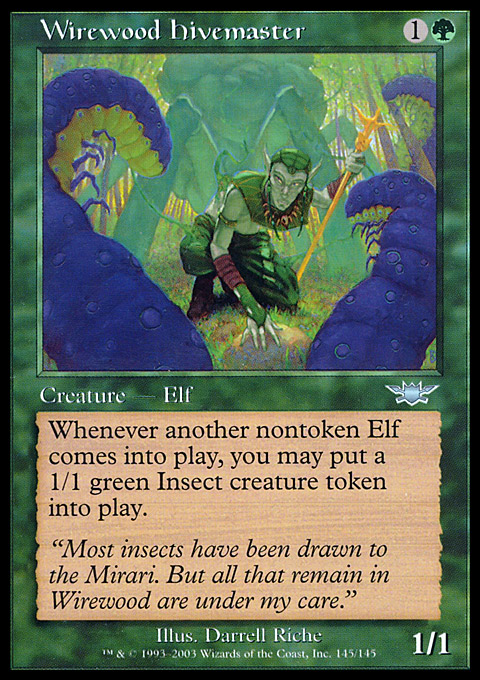 Wirewood Hivemaster 1
Creature — Elf
Whenever another nontoken Elf
comes into play, you may put a
1/1 green Insect creature token
into play.
“Most insects have been drawn to
the Mirari. But all that remain in
Wirewood are under my care.”
Illus. Darrell Riche
1/1
™ & © 1993–2003 Wizards of the Coast, Inc. 145/145